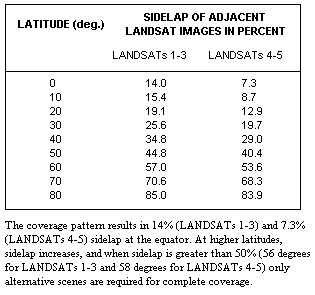 LATITUDE (deg.)
SIDELAP OF ADJACENT
LANDSAT IMAGES IN PERCENT
LANDSATs 1-3 LANDSATs 4-5
0 14.0 7.3
10 15.4 8.7
20 19.1 12.9
30 25.6 19.7
40 34.8 29.0
50 44.8 40.4
60 57.0 53.6
70 70.6 68.3
80 85.0 83.9
The coverage pattern results in 14% (LANDSATs 1-3) and 7.3%
(LANDSATs 4-5) sidelap at the equator. At higher latitudes,
sidelap increases, and when sidelap is greater than 50% (56 degrees
for LANDSATs 1-3 and 58 degrees for LANDSATs 4-5) only
alternative scenes are required for complete coverage.